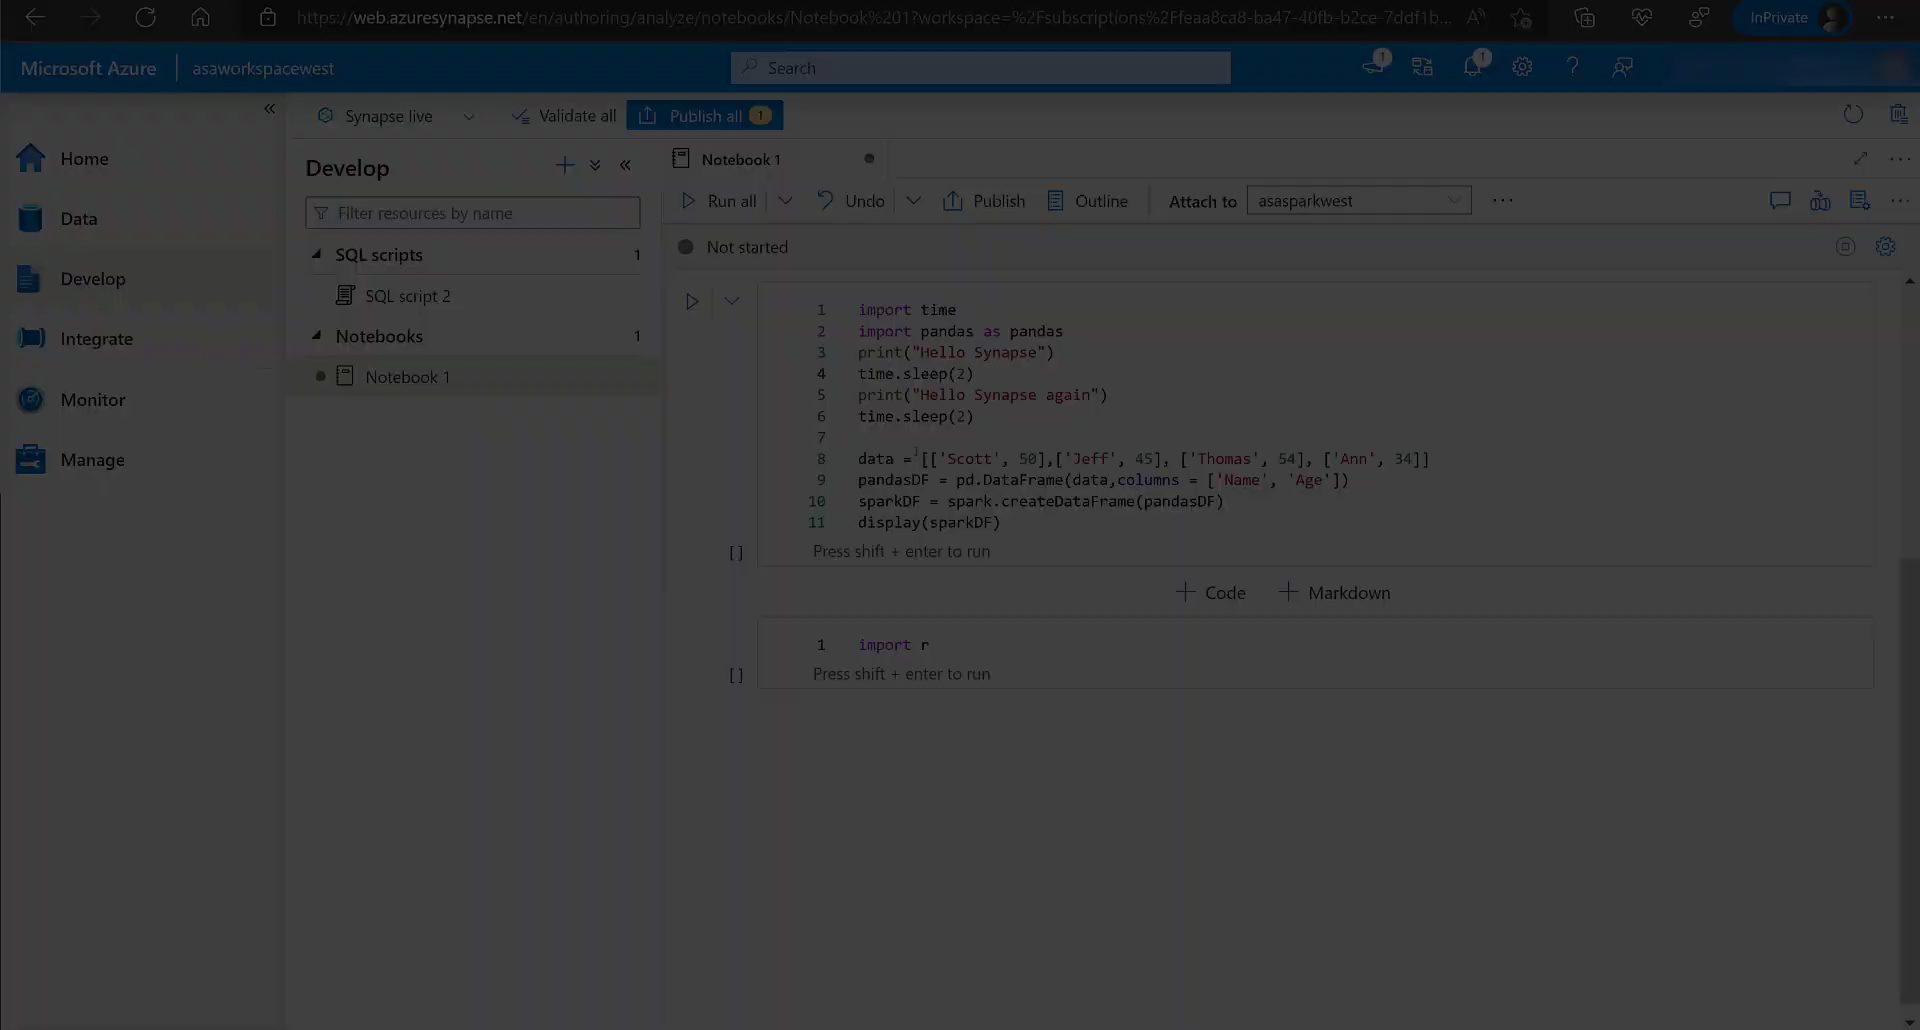 https://web.azuresynapse.net/en/authoring/analyze/notebooks/Notebook%201?workspace=%2Fsubscriptions%2Ffeaa8ca8-ba47-40fb-b2ce-7ddf1b...
InPrivate
Microsoft Azure
asaworkspacewest
Search
1
1
Synapse live
Validate all
Publish all 1
Home
Data
Develop
Integrate
Monitor
Manage
Develop
Filter resources by name
SQL scripts 1
SQL script 2
Notebooks 1
Notebook 1
Notebook 1
Run all
Undo
Publish
Outline
Attach to
asasparkwest
Not started
1 import time
2 import pandas as pandas
3 print("Hello Synapse")
4 time.sleep(2)
5 print("Hello Synapse again")
6 time.sleep(2)
7
8 data = [['Scott', 50],['Jeff', 45], ['Thomas', 54], ['Ann', 34]]
9 pandasDF = pd.DataFrame(data,columns = ['Name', 'Age'])
10 sparkDF = spark.createDataFrame(pandasDF)
11 display(sparkDF)
[] Press shift + enter to run
+ Code + Markdown
1 import r
[] Press shift + enter to run